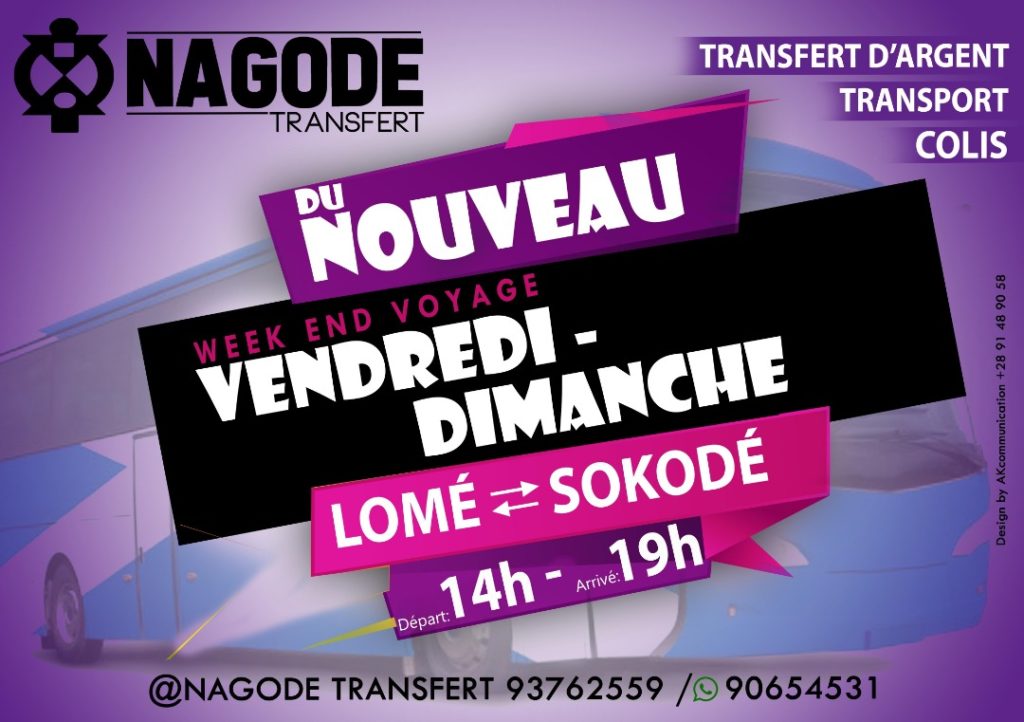 NAGODE
TRANSFERT
TRANSFERT D'ARGENT
TRANSPORT
COLIS
DU
NOUVEAU
WEEK END VOYAGE
VENDREDI -
DIMANCHE
LOMÉ ⇄ SOKODÉ
Départ: 14h - Arrivé: 19h
@NAGODE TRANSFERT 93762559 / 90654531
Design by AKcommunication +28 91 48 90 58